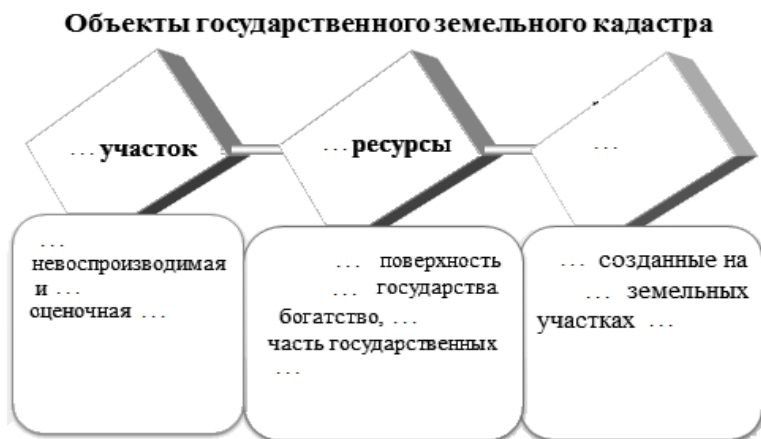 Объекты государственного земельного кадастра
… участок
… ресурсы
…
…
невоспроизводимая
и …
оценочная …
… поверхность
… государства
богатство, …
часть государственных
…
… созданные на
… земельных
участках …